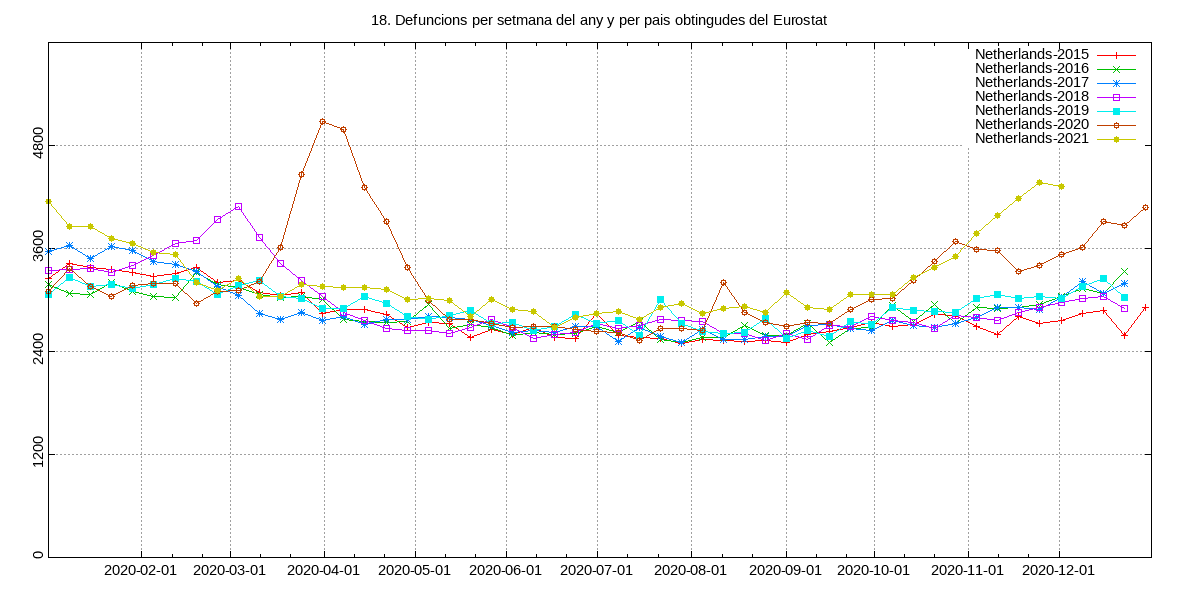 18. Defuncions per setmana del any y per pais obtingudes del Eurostat
Netherlands-2015
Netherlands-2016
Netherlands-2017
Netherlands-2018
Netherlands-2019
Netherlands-2020
Netherlands-2021
4800
3600
2400
1200
0
2020-02-01 2020-03-01 2020-04-01 2020-05-01 2020-06-01 2020-07-01 2020-08-01 2020-09-01 2020-10-01 2020-11-01 2020-12-01